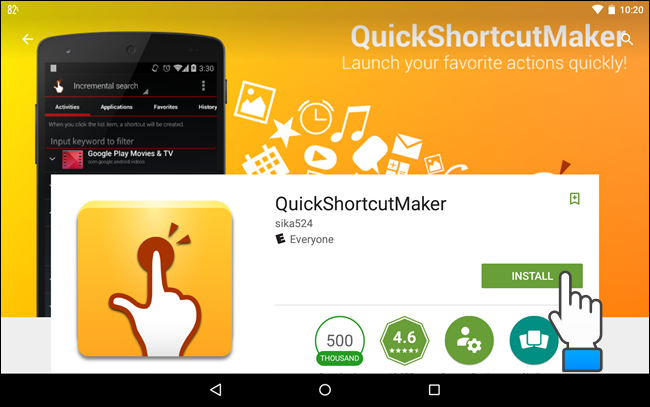 82%
10:20
QuickShortcutMaker
Launch your favorite actions quickly!
3:30
Incremental search
Activities Applications Favorites History
When you click the list item, a shortcut will be created.
Input keyword to filter
Google Play Movies & TV
com.google.android.videos
QuickShortcutMaker
sika524
E Everyone
INSTALL
500
THOUSAND
4.6